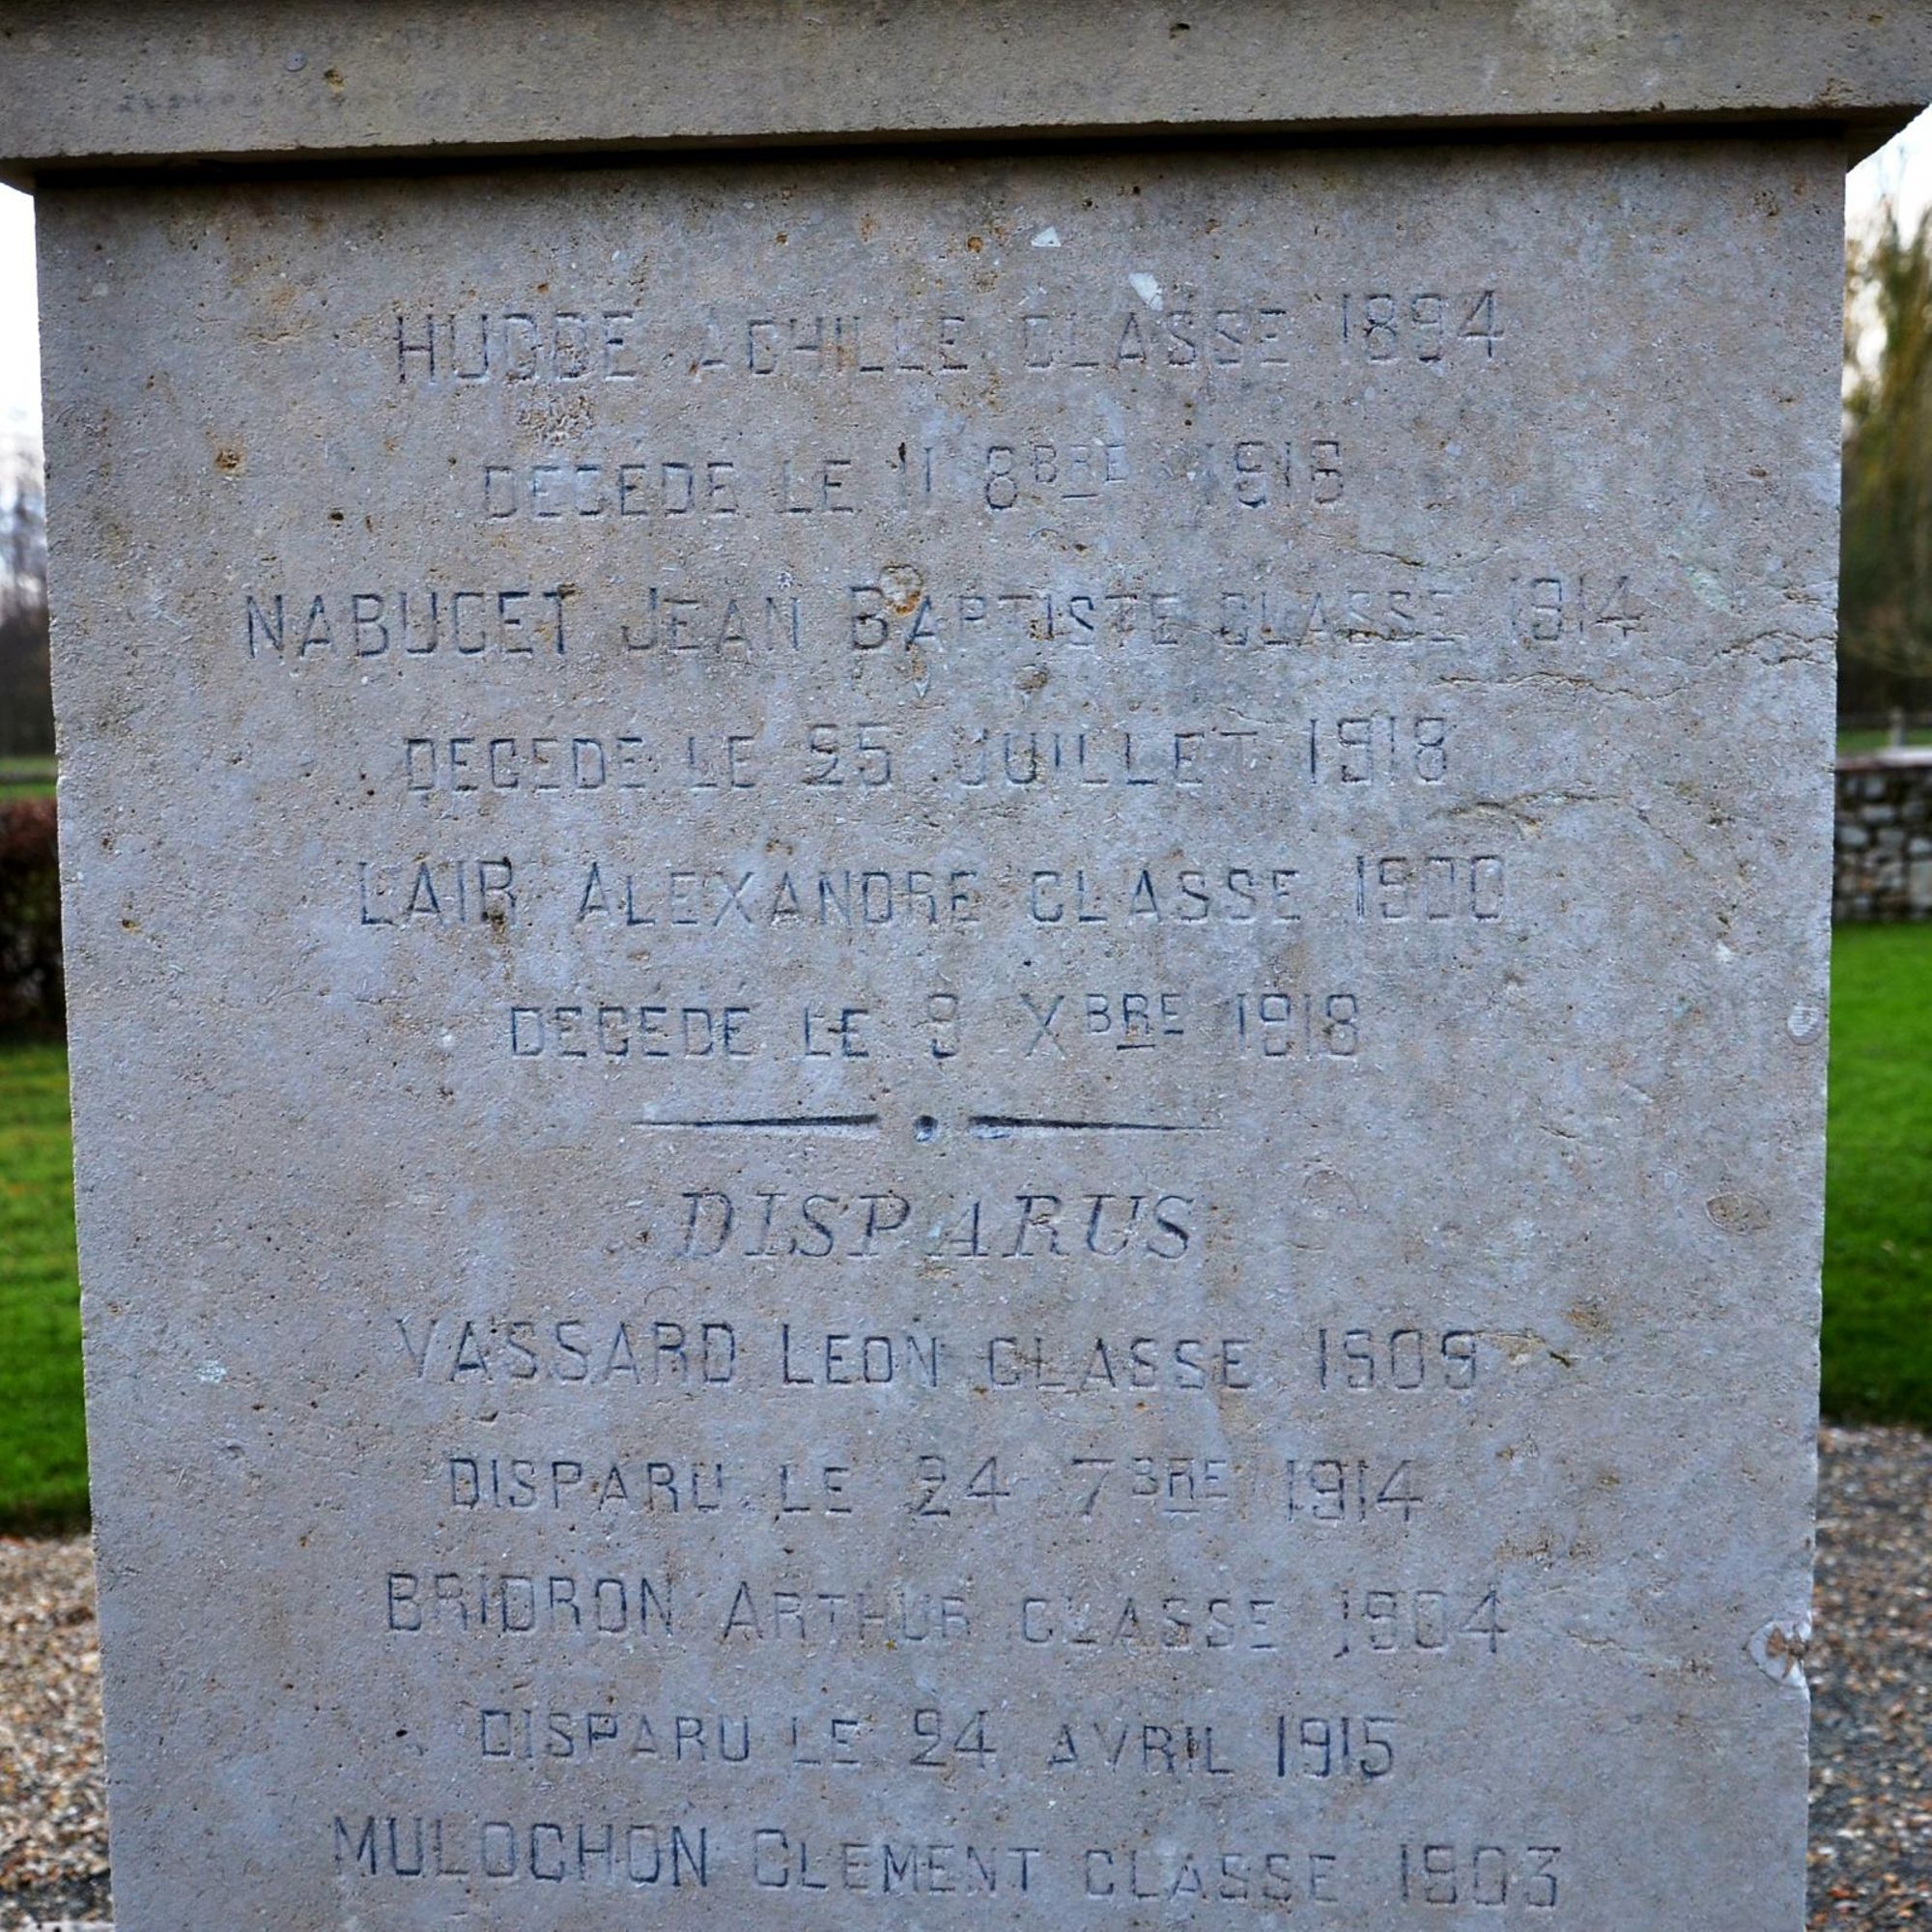 HUDDE ACHILLE CLASSE 1894
DECEDE LE 11 8BRE 1918
NABUCET JEAN BAPTISTE CLASSE 1914
DECEDE LE 25 JUILLET 1918
LAIR ALEXANDRE CLASSE 1900
DECEDE LE 9 XBRE 1918
DISPARUS
VASSARD LEON CLASSE 1909
DISPARU LE 24 7BRE 1914
BRIDRON ARTHUR CLASSE 1904
DISPARU LE 24 AVRIL 1915
MULOCHON CLEMENT CLASSE 1903